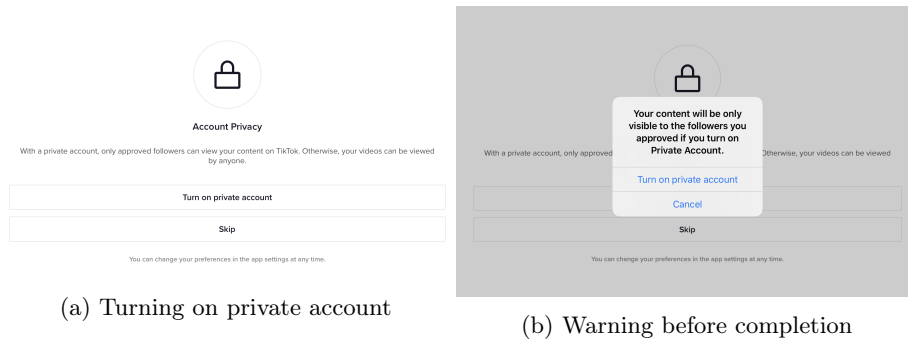 Account Privacy
With a private account, only approved followers can view your content on TikTok. Otherwise, your videos can be viewed
by anyone.
Turn on private account
Skip
You can change your preferences in the app settings at any time.
(a) Turning on private account
Your content will be only
visible to the followers you
approved if you turn on
Private Account.
With a private account, only approved
Otherwise, your videos can be viewed
Turn on private account
Cancel
Skip
You can change your preferences in the app settings at any time.
(b) Warning before completion